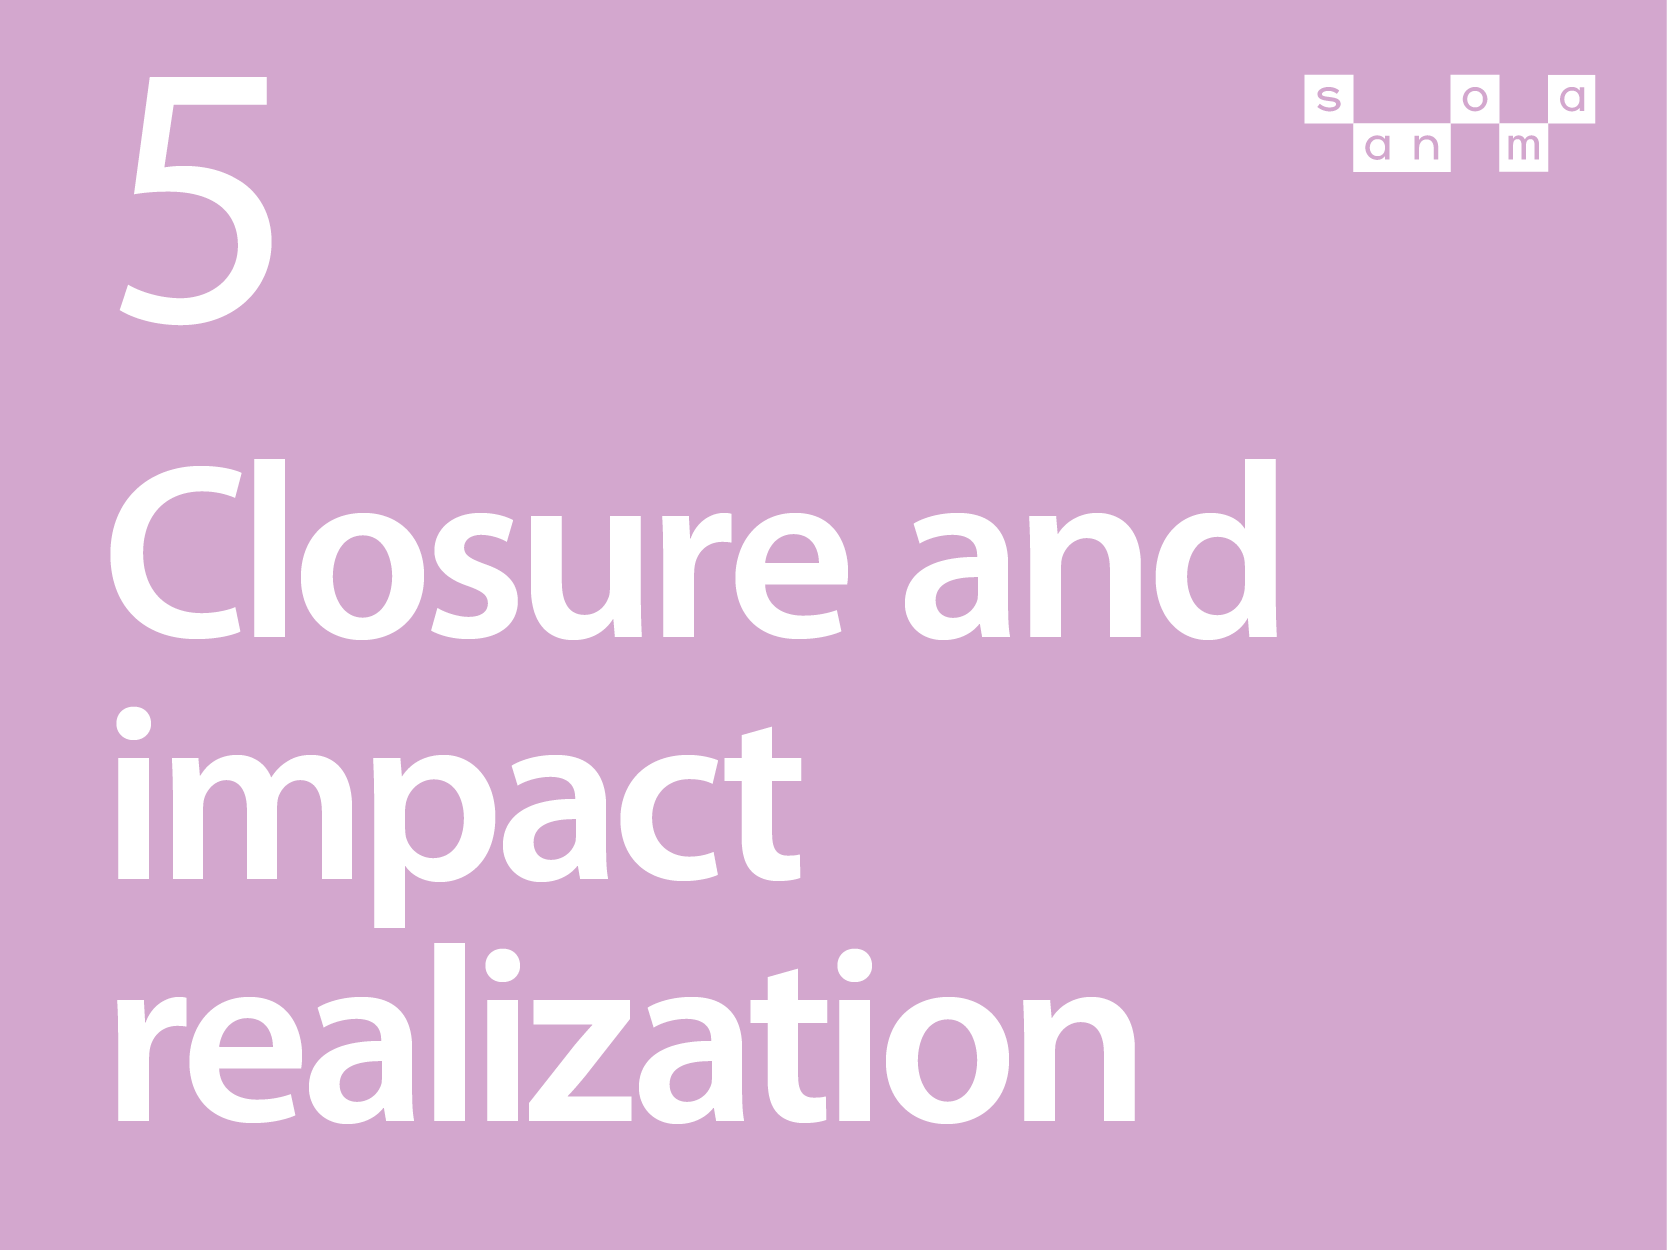 5
sanoma
Closure and
impact
realization